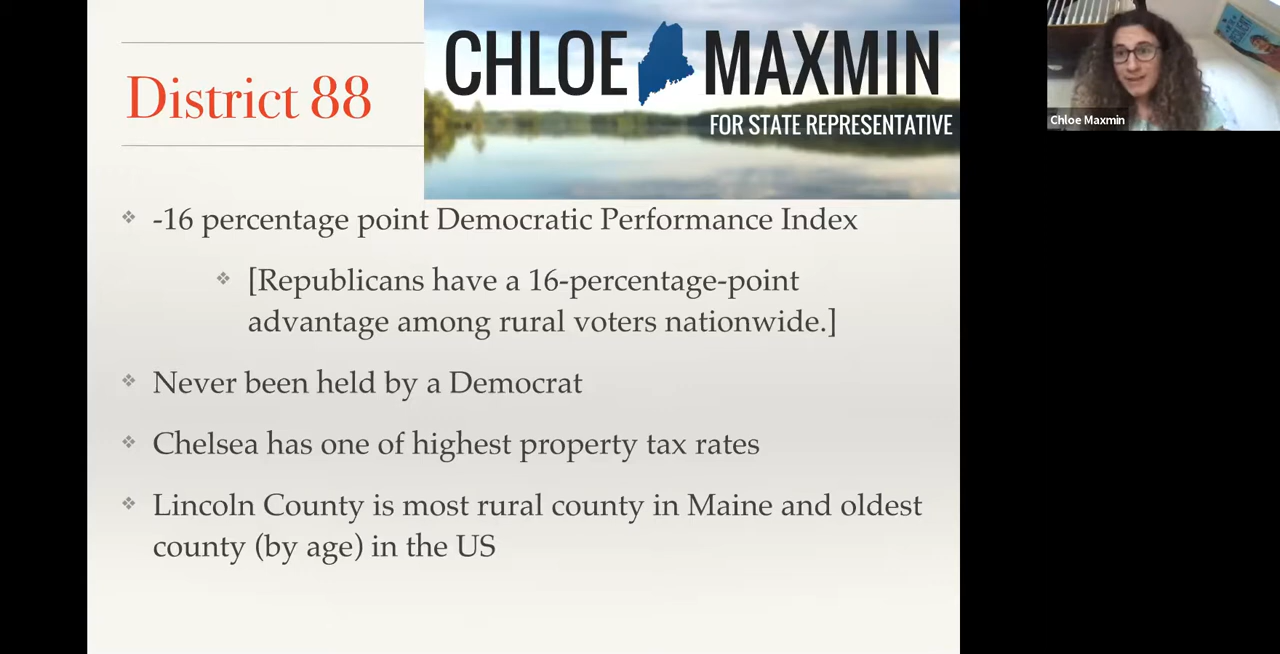 District 88
CHLOE MAXMIN
FOR STATE REPRESENTATIVE
-16 percentage point Democratic Performance Index
[Republicans have a 16-percentage-point
advantage among rural voters nationwide.]
Never been held by a Democrat
Chelsea has one of highest property tax rates
Lincoln County is most rural county in Maine and oldest
county (by age) in the US
Chloe Maxmin